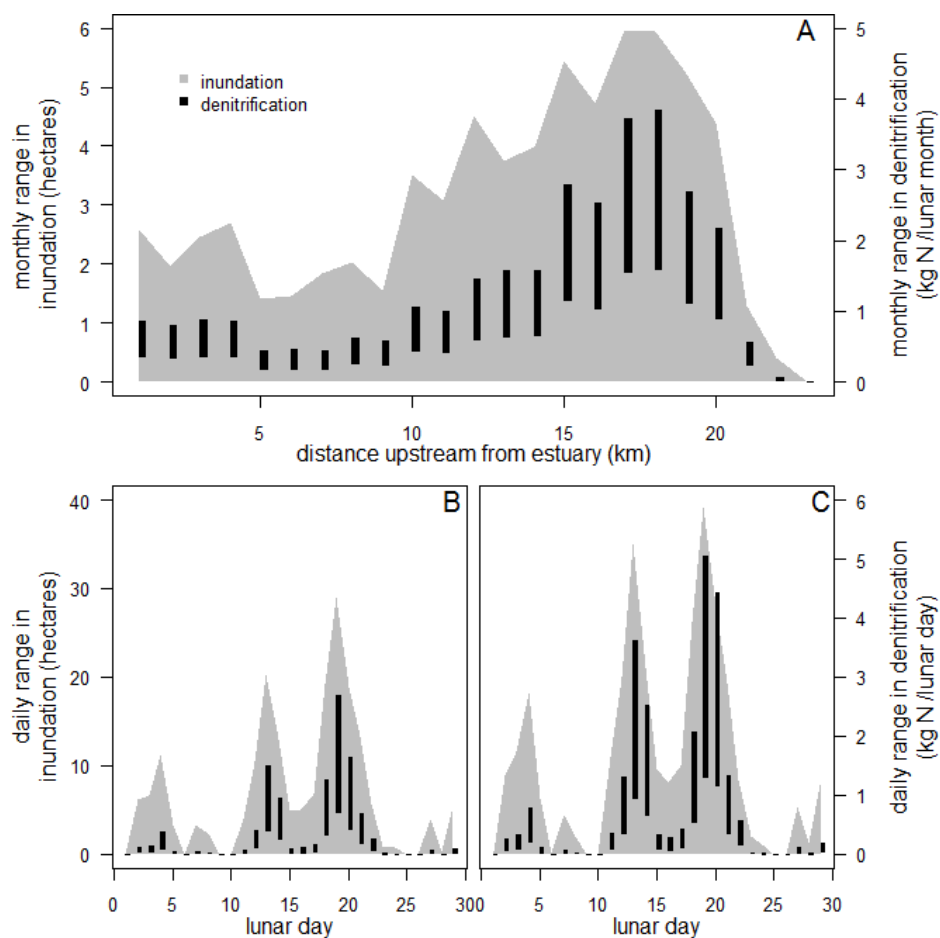 A
inundation
denitrification
monthly range in
inundation (hectares)
6
5
4
3
2
1
0
5
4
3
2
1
0
monthly range in denitrification
(kg N /lunar month)
5
10
15
20
distance upstream from estuary (km)
B
daily range in
inundation (hectares)
40
30
20
10
0
0
5
10
15
20
25
30
lunar day
C
6
5
4
3
2
1
0
daily range in denitrification
(kg N /lunar day)
0
5
10
15
20
25
30
lunar day